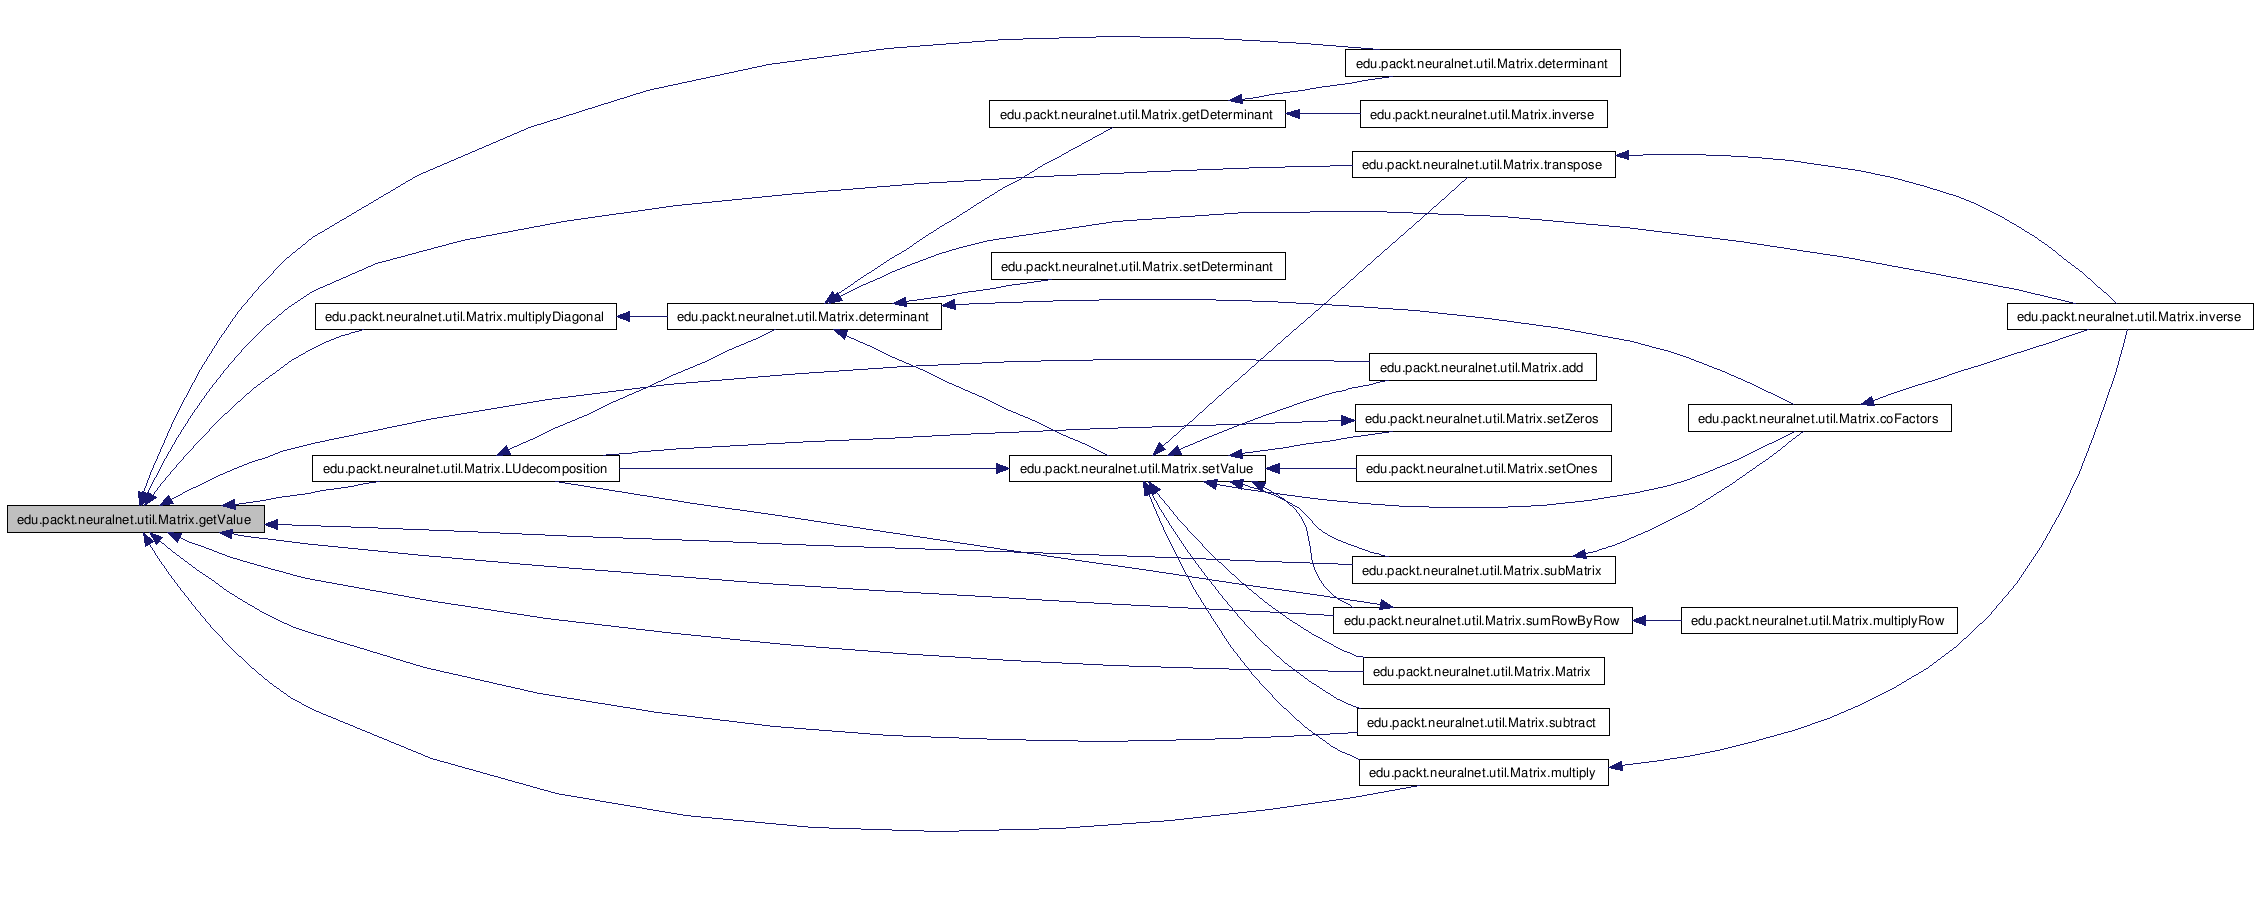 edu.packt.neuralnet.util.Matrix.determinant
edu.packt.neuralnet.util.Matrix.getDeterminant
edu.packt.neuralnet.util.Matrix.inverse
edu.packt.neuralnet.util.Matrix.transpose
edu.packt.neuralnet.util.Matrix.setDeterminant
edu.packt.neuralnet.util.Matrix.multiplyDiagonal
edu.packt.neuralnet.util.Matrix.determinant
edu.packt.neuralnet.util.Matrix.inverse
edu.packt.neuralnet.util.Matrix.add
edu.packt.neuralnet.util.Matrix.setZeros
edu.packt.neuralnet.util.Matrix.coFactors
edu.packt.neuralnet.util.Matrix.LUdecomposition
edu.packt.neuralnet.util.Matrix.setValue
edu.packt.neuralnet.util.Matrix.setOnes
edu.packt.neuralnet.util.Matrix.getValue
edu.packt.neuralnet.util.Matrix.subMatrix
edu.packt.neuralnet.util.Matrix.sumRowByRow
edu.packt.neuralnet.util.Matrix.multiplyRow
edu.packt.neuralnet.util.Matrix.Matrix
edu.packt.neuralnet.util.Matrix.subtract
edu.packt.neuralnet.util.Matrix.multiply